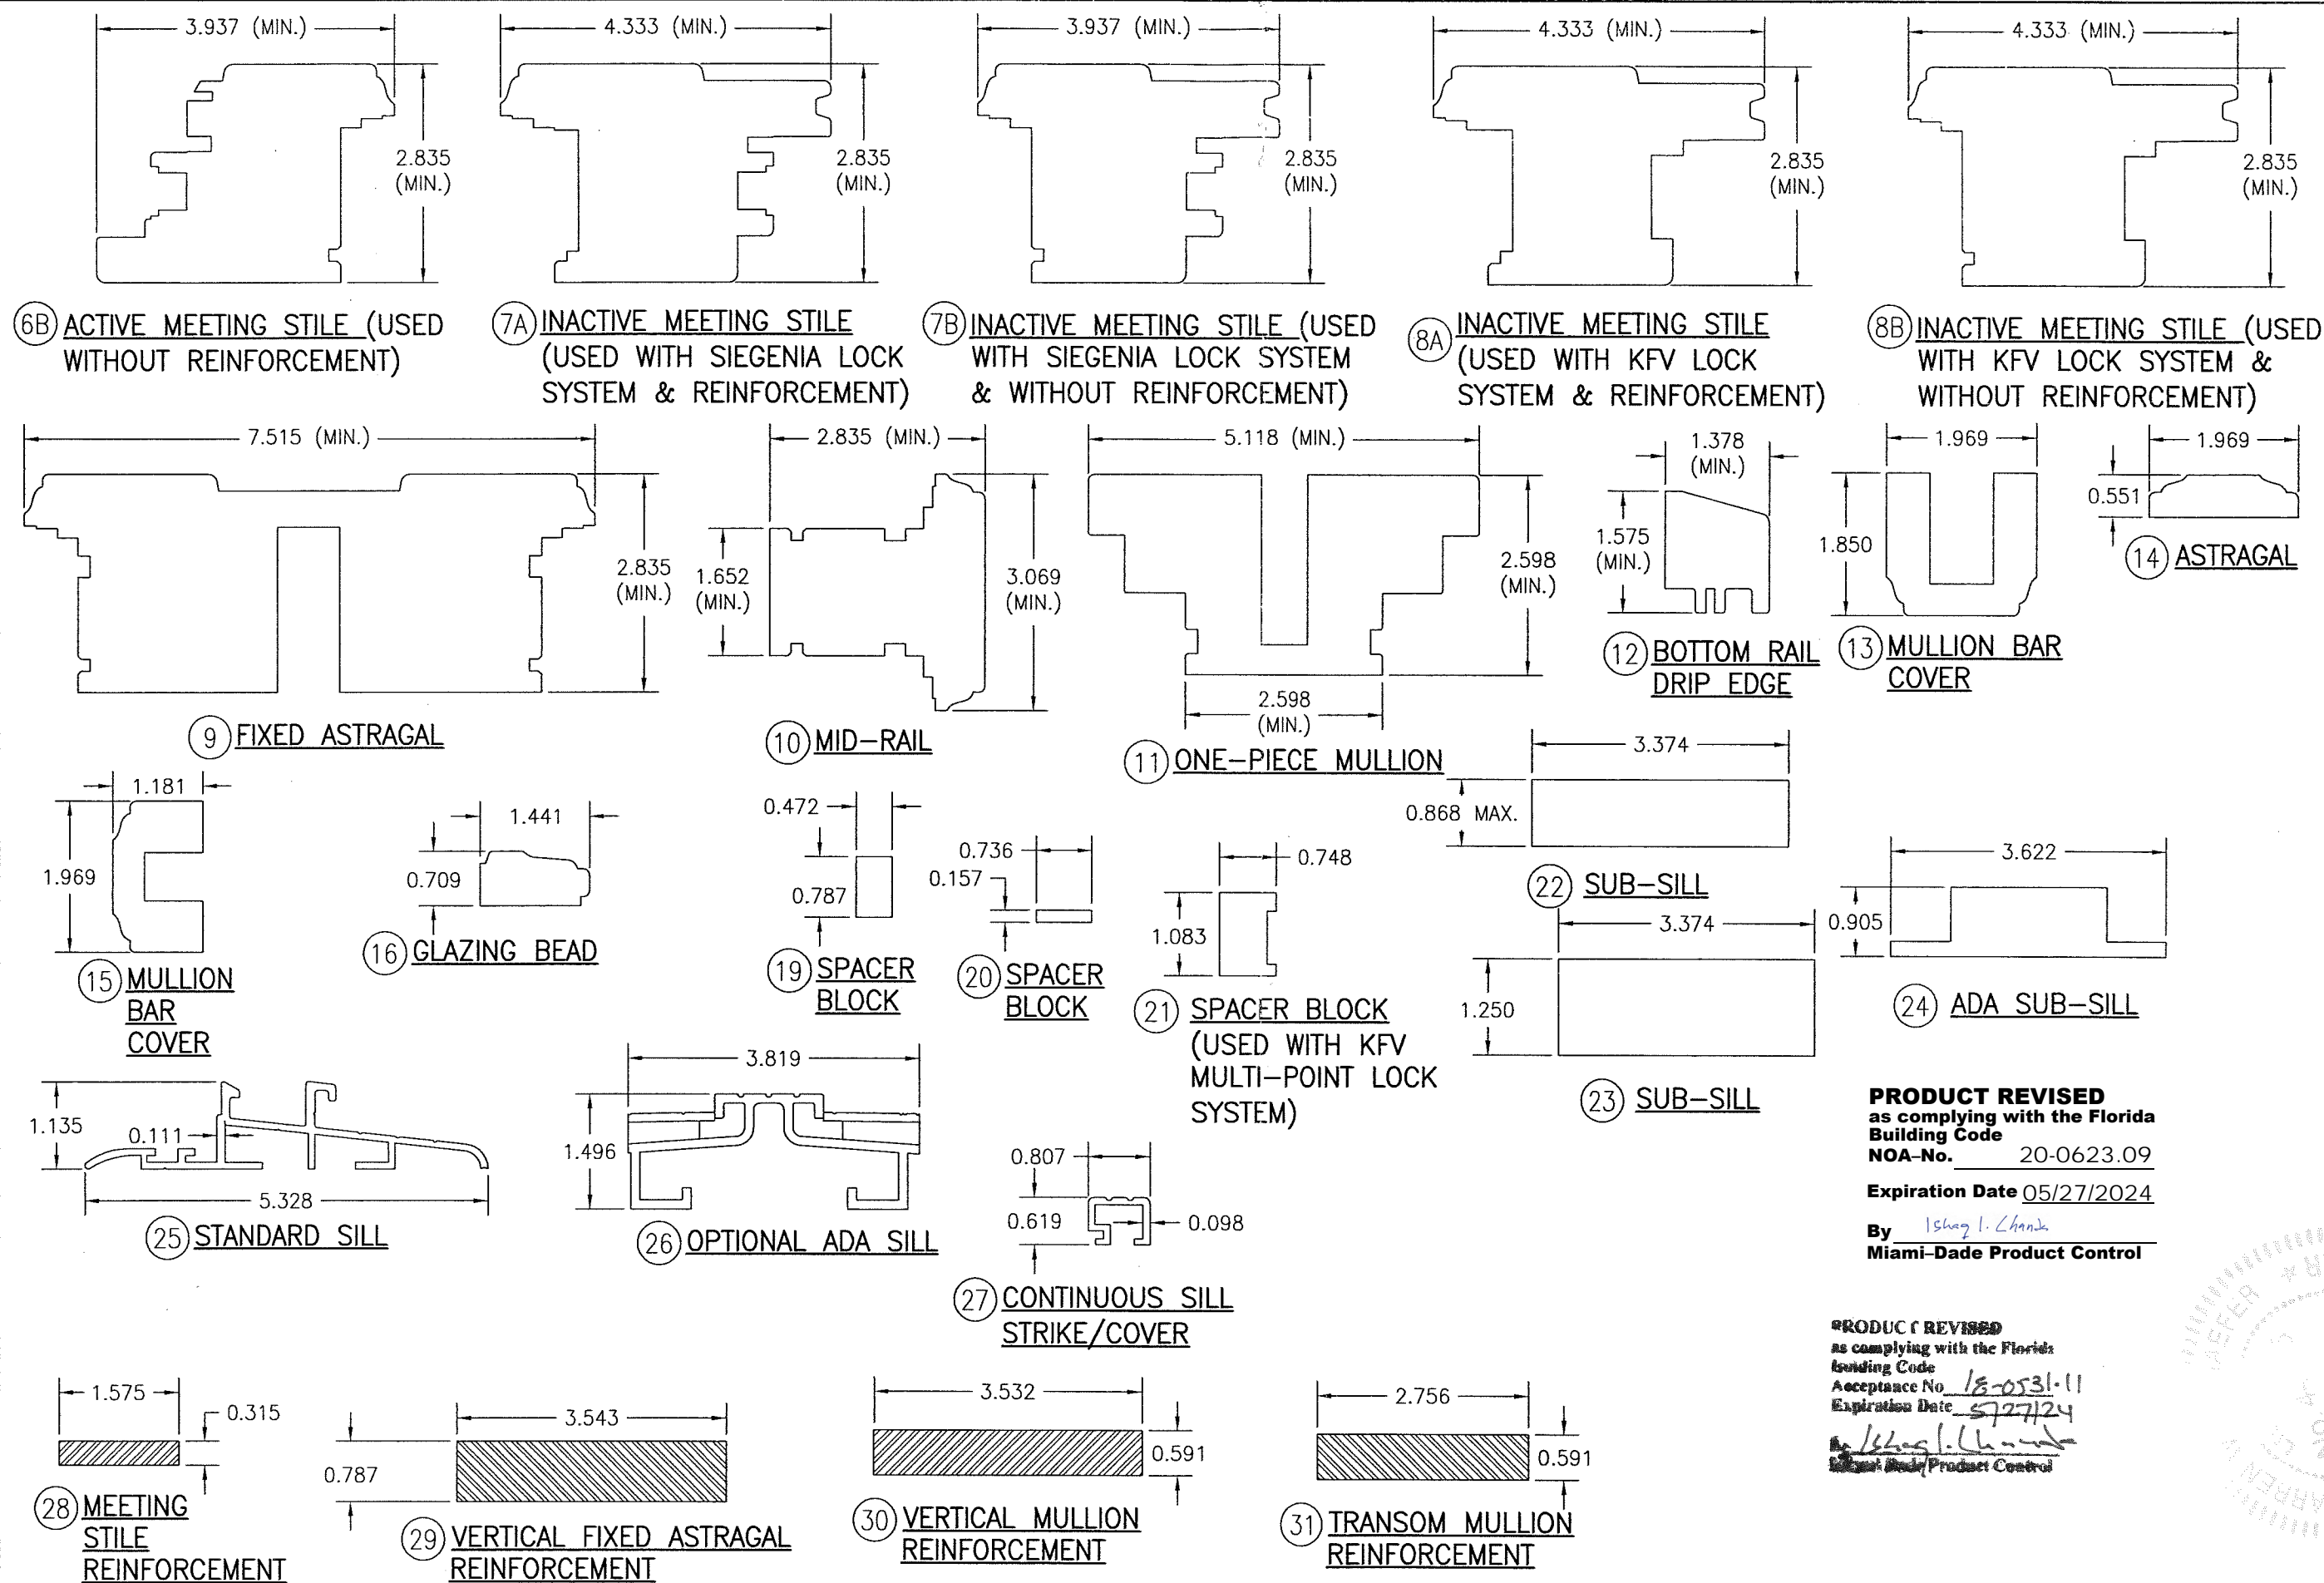 3.937 (MIN.)
2.835
(MIN.)
6B ACTIVE MEETING STILE (USED
WITHOUT REINFORCEMENT)
4.333 (MIN.)
2.835
(MIN.)
7A INACTIVE MEETING STILE
(USED WITH SIEGENIA LOCK
SYSTEM & REINFORCEMENT)
3.937 (MIN.)
2.835
(MIN.)
7B INACTIVE MEETING STILE (USED
WITH SIEGENIA LOCK SYSTEM
& WITHOUT REINFORCEMENT)
4.333 (MIN.)
2.835
(MIN.)
8A INACTIVE MEETING STILE
(USED WITH KFV LOCK
SYSTEM & REINFORCEMENT)
4.333 (MIN.)
2.835
(MIN.)
8B INACTIVE MEETING STILE (USED
WITH KFV LOCK SYSTEM &
WITHOUT REINFORCEMENT)
7.515 (MIN.)
2.835
(MIN.)
9 FIXED ASTRAGAL
2.835 (MIN.)
1.652
(MIN.)
3.069
(MIN.)
10 MID-RAIL
5.118 (MIN.)
2.598
(MIN.)
2.598
(MIN.)
11 ONE-PIECE MULLION
1.378
(MIN.)
1.575
(MIN.)
12 BOTTOM RAIL
DRIP EDGE
1.969
1.850
13 MULLION BAR
COVER
1.969
0.551
14 ASTRAGAL
1.181
1.969
15 MULLION
BAR
COVER
1.441
0.709
16 GLAZING BEAD
0.472
0.787
19 SPACER
BLOCK
0.736
0.157
20 SPACER
BLOCK
0.748
1.083
21 SPACER BLOCK
(USED WITH KFV
MULTI-POINT LOCK
SYSTEM)
3.374
0.868 MAX.
22 SUB-SILL
3.374
1.250
23 SUB-SILL
3.622
0.905
24 ADA SUB-SILL
1.135
0.111
5.328
25 STANDARD SILL
3.819
1.496
26 OPTIONAL ADA SILL
0.807
0.619
0.098
27 CONTINUOUS SILL
STRIKE/COVER
PRODUCT REVISED
as complying with the Florida
Building Code
NOA-No. 20-0623.09
Expiration Date 05/27/2024
By Ishaq I. Chanda
Miami-Dade Product Control
PRODUCT REVISED
as complying with the Florida
Building Code
Acceptance No 18-0531.11
Expiration Date 5/27/24
By Ishaq I. Chanda
Product Control
1.575
0.315
28 MEETING
STILE
REINFORCEMENT
3.543
0.787
29 VERTICAL FIXED ASTRAGAL
REINFORCEMENT
3.532
0.591
30 VERTICAL MULLION
REINFORCEMENT
2.756
0.591
31 TRANSOM MULLION
REINFORCEMENT